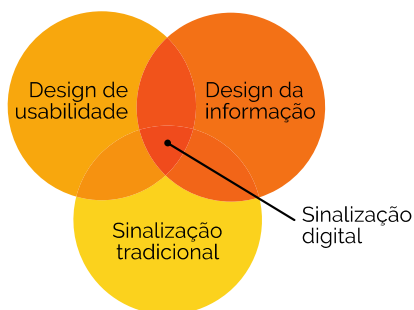 Design de
usabilidade
Design da
informação
Sinalização
tradicional
Sinalização
digital